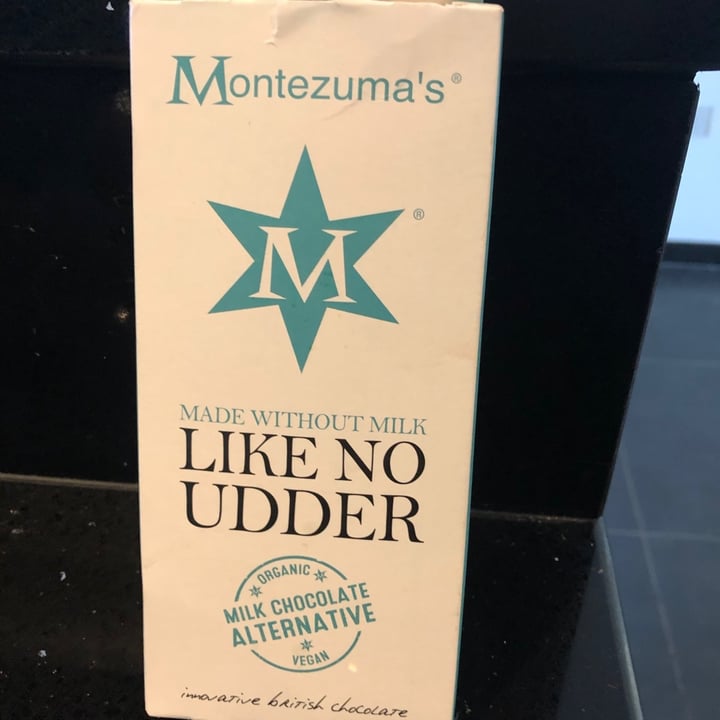 Montezuma's®
®
M
MADE WITHOUT MILK
LIKE NO
UDDER
ORGANIC
MILK CHOCOLATE
ALTERNATIVE
VEGAN
innovative british chocolate